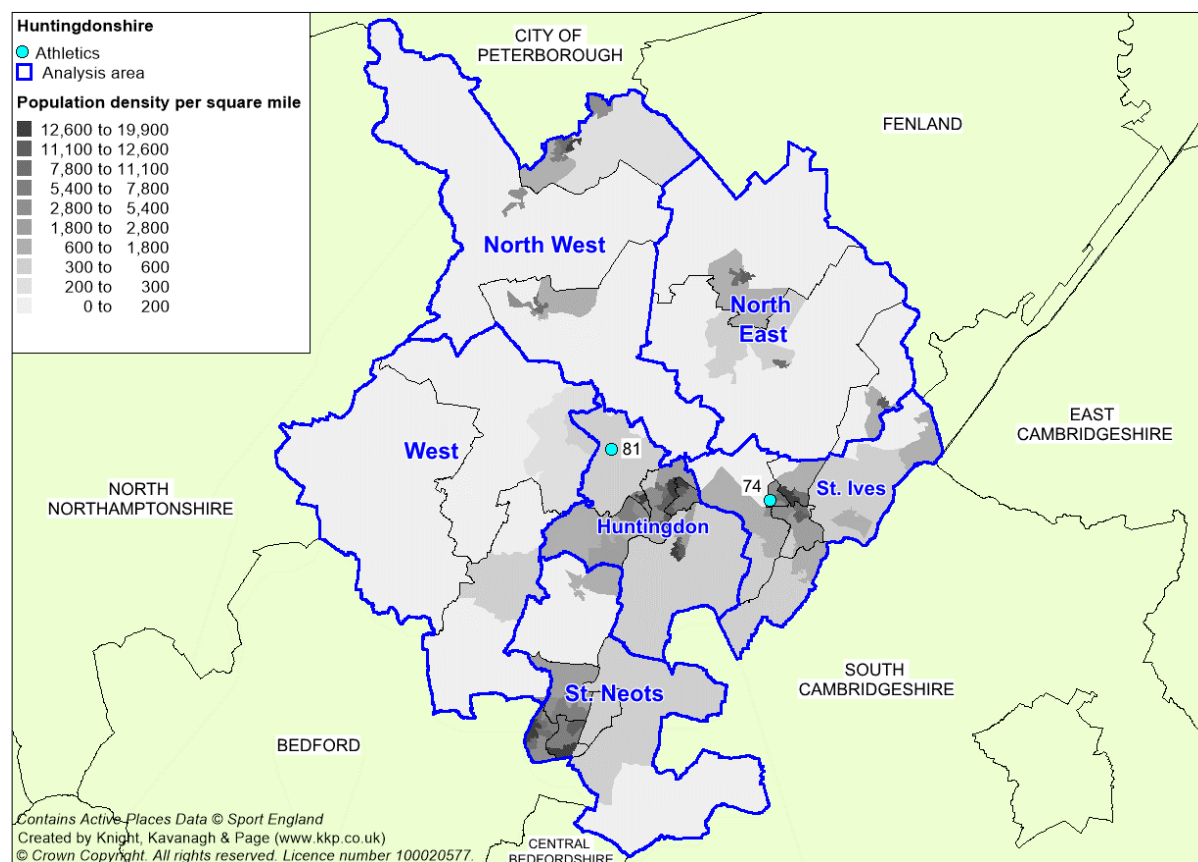 Huntingdonshire
Athletics
Analysis area
Population density per square mile
12,600 to 19,900
11,100 to 12,600
7,800 to 11,100
5,400 to 7,800
2,800 to 5,400
1,800 to 2,800
600 to 1,800
300 to 600
200 to 300
0 to 200
CITY OF
PETERBOROUGH
FENLAND
North West
North
East
EAST
CAMBRIDGESHIRE
West
81
NORTH
NORTHAMPTONSHIRE
74
St. Ives
Huntingdon
SOUTH
CAMBRIDGESHIRE
St. Neots
BEDFORD
Contains Active Places Data © Sport England
Created by Knight, Kavanagh & Page (www.kkp.co.uk)
© Crown Copyright. All rights reserved. Licence number 100020577.
CENTRAL
BEDFORDSHIRE